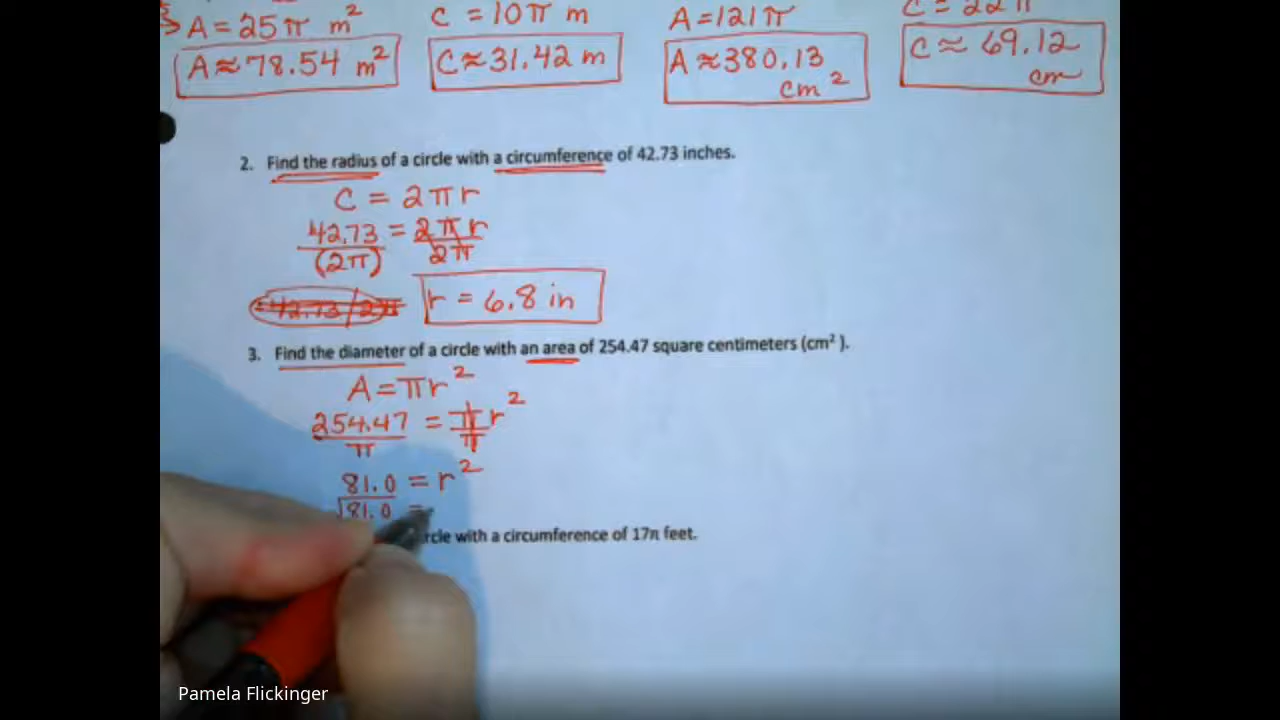 A = 25π m²
C = 10π m
A = 121π
C = 22π
A ≈ 78.54 m²
C ≈ 31.42 m
A ≈ 380.13 cm²
C ≈ 69.12 cm
2. Find the radius of a circle with a circumference of 42.73 inches.
C = 2πr
42.73 = 2πr
(2π) 2π
r = 6.8 in
3. Find the diameter of a circle with an area of 254.47 square centimeters (cm²).
A = πr²
254.47 = πr²
π π
81.0 = r²
√81.0 =
with a circumference of 17π feet.
Pamela Flickinger